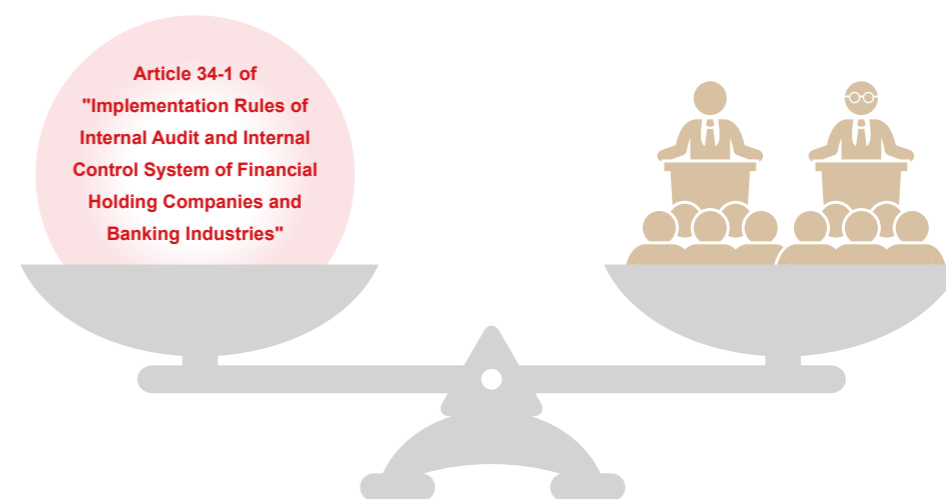 Article 34-1 of
"Implementation Rules of
Internal Audit and Internal
Control System of Financial
Holding Companies and
Banking Industries"